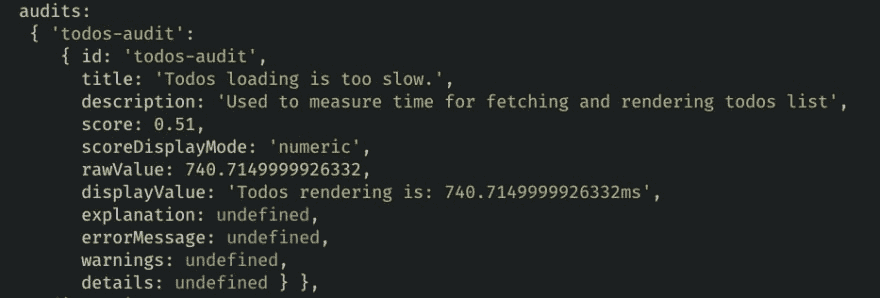 audits:
{ 'todos-audit':
{ id: 'todos-audit',
title: 'Todos loading is too slow.',
description: 'Used to measure time for fetching and rendering todos list',
score: 0.51,
scoreDisplayMode: 'numeric',
rawValue: 740.7149999926332,
displayValue: 'Todos rendering is: 740.7149999926332ms',
explanation: undefined,
errorMessage: undefined,
warnings: undefined,
details: undefined } },